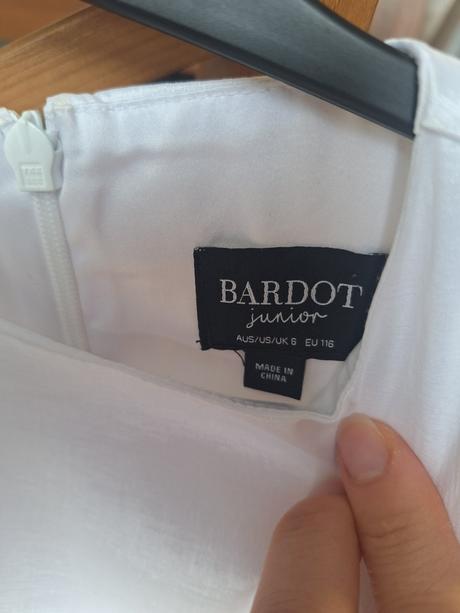 BARDOT
junior
AUS/US/UK 6 EU 116
MADE IN
CHINA